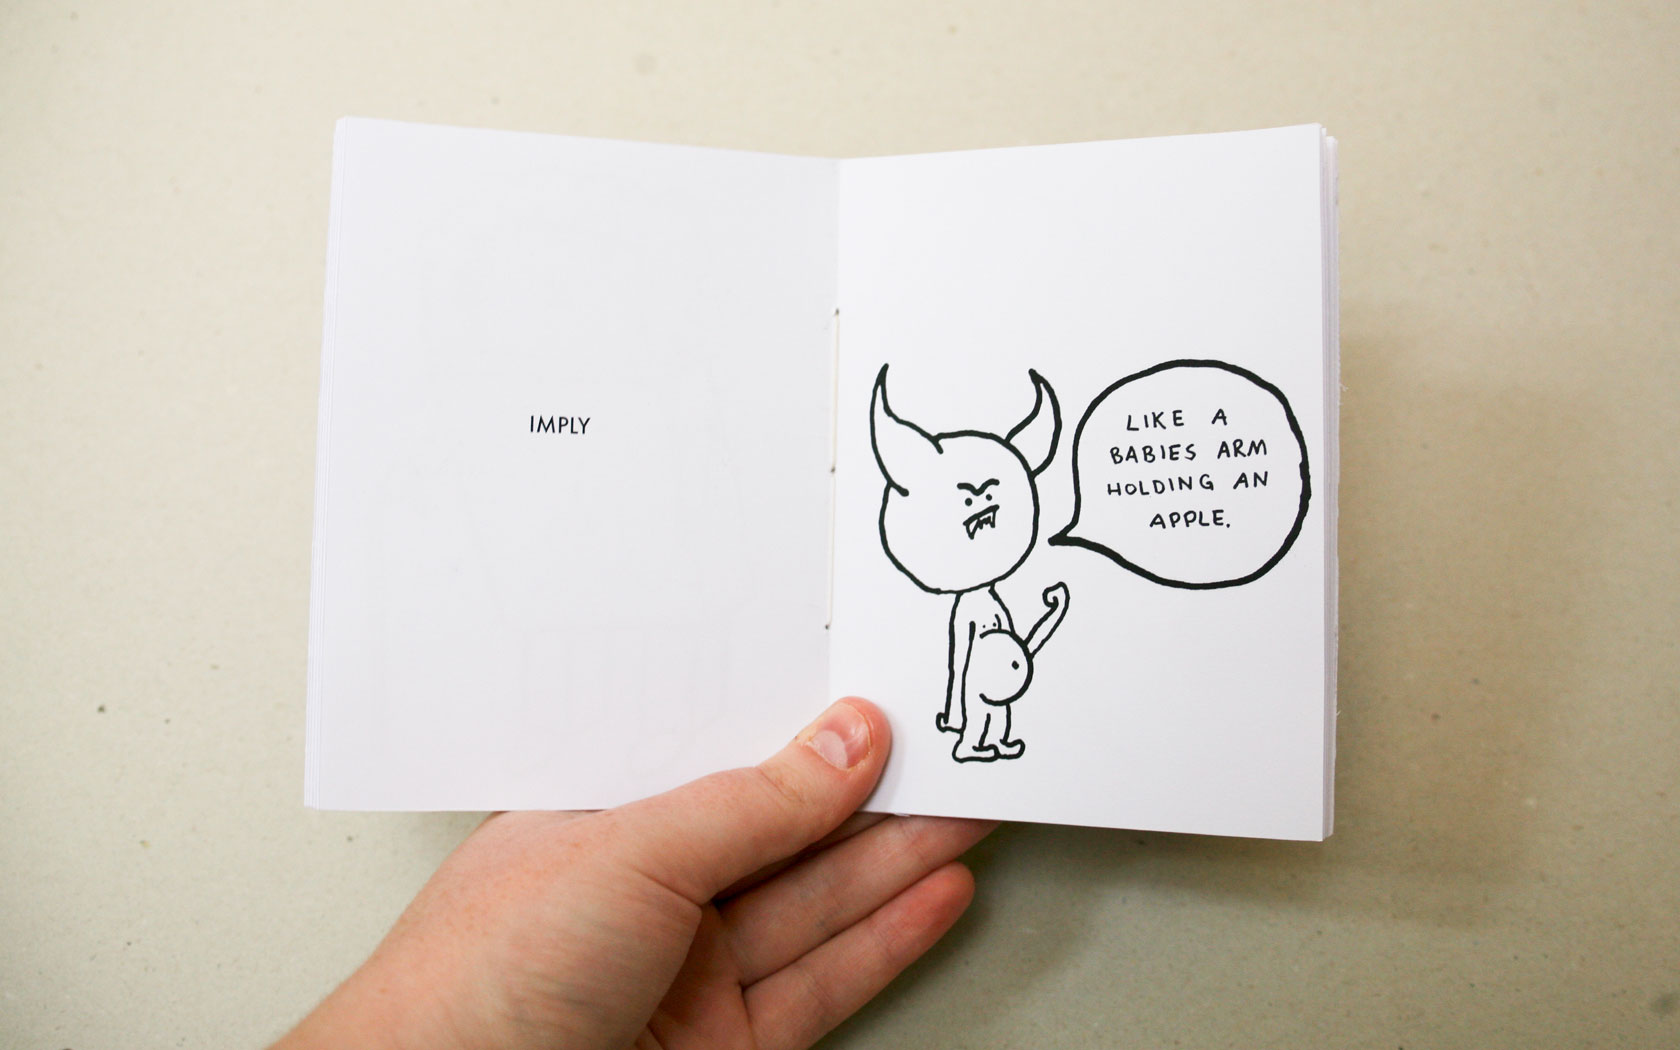 IMPLY
LIKE A
BABIES ARM
HOLDING AN
APPLE.